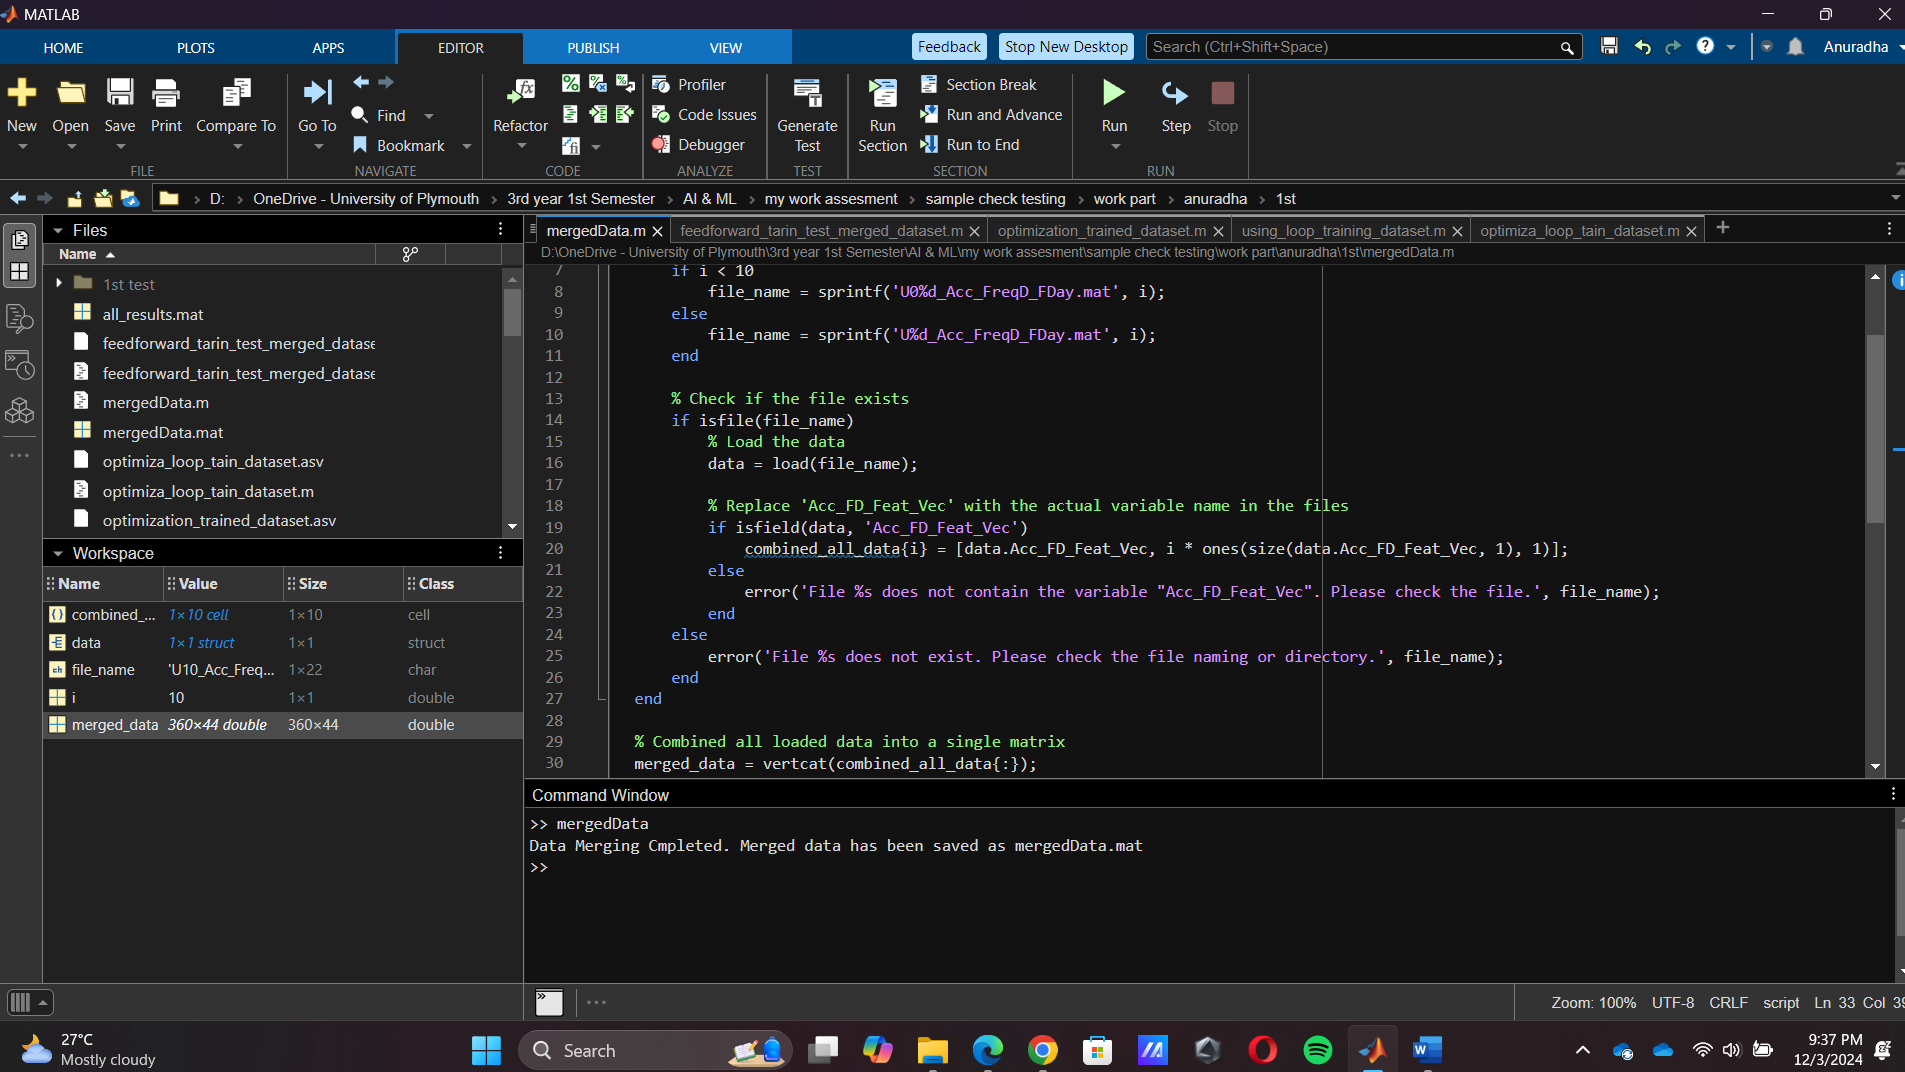 MATLAB
HOME PLOTS APPS EDITOR PUBLISH VIEW Feedback Stop New Desktop Search (Ctrl+Shift+Space) Anuradha
New Open Save Print Compare To
FILE
Go To Find Bookmark
NAVIGATE
Refactor
CODE
Profiler
Code Issues
Debugger
ANALYZE
Generate Test
TEST
Run Section
Section Break
Run and Advance
Run to End
SECTION
Run Step Stop
RUN
D: › OneDrive - University of Plymouth › 3rd year 1st Semester › AI & ML › my work assesment › sample check testing › work part › anuradha › 1st
Files
Name
1st test
all_results.mat
feedforward_tarin_test_merged_datase
feedforward_tarin_test_merged_datase
mergedData.m
mergedData.mat
optimiza_loop_tain_dataset.asv
optimiza_loop_tain_dataset.m
optimization_trained_dataset.asv
Workspace
Name Value Size Class
combined_... 1×10 cell 1×10 cell
data 1×1 struct 1×1 struct
file_name 'U10_Acc_Freq... 1×22 char
i 10 1×1 double
merged_data 360×44 double 360×44 double
mergedData.m feedforward_tarin_test_merged_dataset.m optimization_trained_dataset.m using_loop_training_dataset.m optimiza_loop_tain_dataset.m
D:\OneDrive - University of Plymouth\3rd year 1st Semester\AI & ML\my work assesment\sample check testing\work part\anuradha\1st\mergedData.m
7 if i < 10
8 file_name = sprintf('U0%d_Acc_FreqD_FDay.mat', i);
9 else
10 file_name = sprintf('U%d_Acc_FreqD_FDay.mat', i);
11 end
12
13 % Check if the file exists
14 if isfile(file_name)
15 % Load the data
16 data = load(file_name);
17
18 % Replace 'Acc_FD_Feat_Vec' with the actual variable name in the files
19 if isfield(data, 'Acc_FD_Feat_Vec')
20 combined_all_data{i} = [data.Acc_FD_Feat_Vec, i * ones(size(data.Acc_FD_Feat_Vec, 1), 1)];
21 else
22 error('File %s does not contain the variable "Acc_FD_Feat_Vec". Please check the file.', file_name);
23 end
24 else
25 error('File %s does not exist. Please check the file naming or directory.', file_name);
26 end
27 end
28
29 % Combined all loaded data into a single matrix
30 merged_data = vertcat(combined_all_data{:});
Command Window
>> mergedData
Data Merging Cmpleted. Merged data has been saved as mergedData.mat
>>
Zoom: 100% UTF-8 CRLF script Ln 33 Col 39
27°C
Mostly cloudy
Search
9:37 PM
12/3/2024